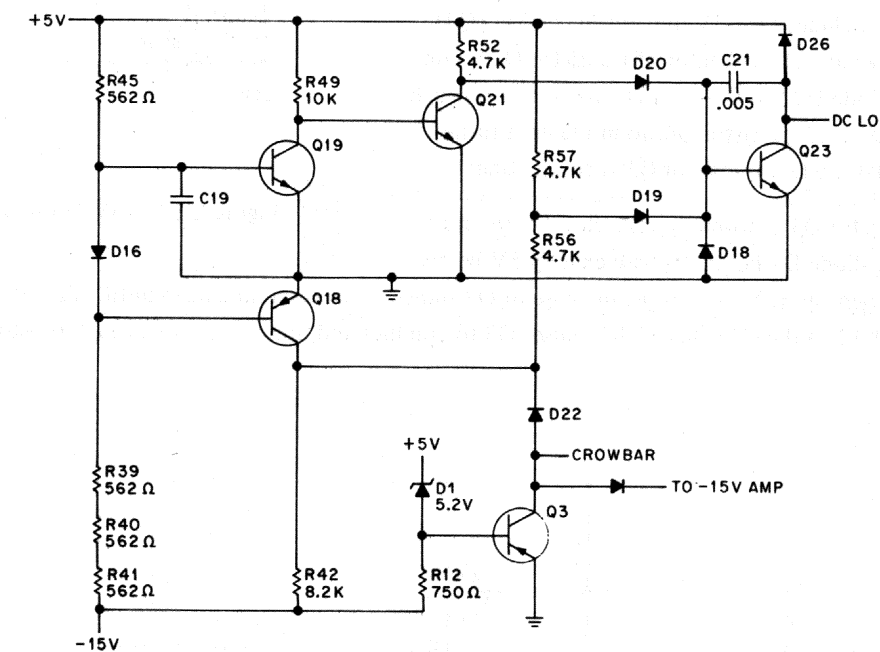 +5V
R45
562Ω
R49
10K
R52
4.7K
D20
C21
.005
D26
DC LO
Q21
Q19
Q23
C19
R57
4.7K
D19
R56
4.7K
D18
D16
Q18
D22
+5V
CROWBAR
D1
5.2V
TO -15V AMP
Q3
R39
562Ω
R40
562Ω
R41
562Ω
R42
8.2K
R12
750Ω
-15V